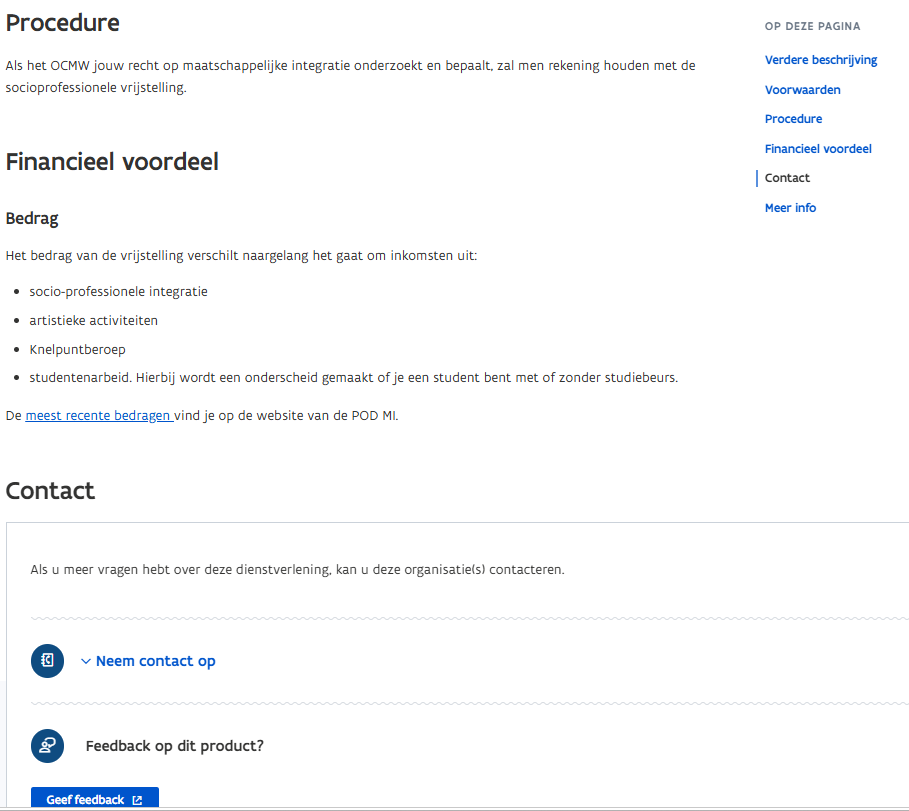 Procedure
Als het OCMW jouw recht op maatschappelijke integratie onderzoekt en bepaalt, zal men rekening houden met de
socioprofessionele vrijstelling.
Financieel voordeel
Bedrag
Het bedrag van de vrijstelling verschilt naargelang het gaat om inkomsten uit:
• socio-professionele integratie
• artistieke activiteiten
• Knelpuntberoep
• studentenarbeid. Hierbij wordt een onderscheid gemaakt of je een student bent met of zonder studiebeurs.
De meest recente bedragen vind je op de website van de POD MI.
Contact
Als u meer vragen hebt over deze dienstverlening, kan u deze organisatie(s) contacteren.
Neem contact op
Feedback op dit product?
Geef feedback
OP DEZE PAGINA
Verdere beschrijving
Voorwaarden
Procedure
Financieel voordeel
Contact
Meer info